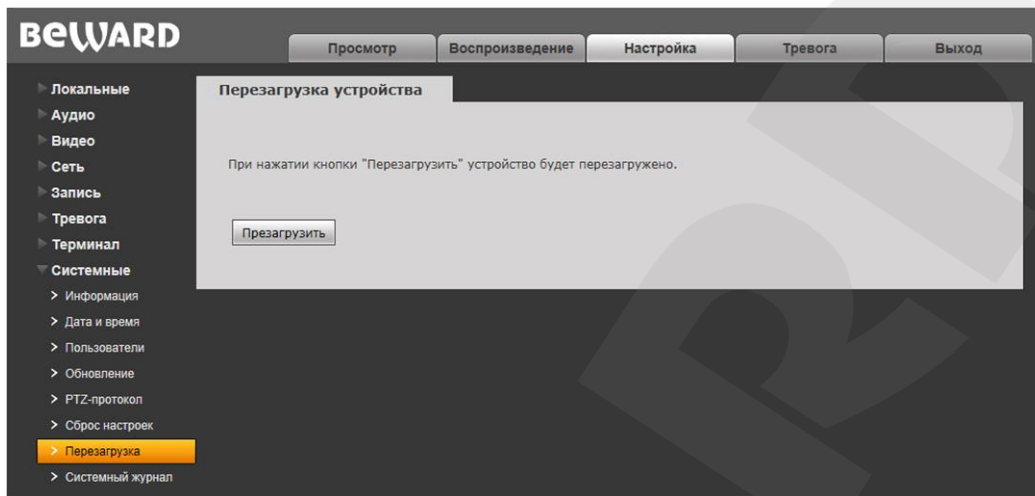 BEWARD
Просмотр
Воспроизведение
Настройка
Тревога
Выход
Локальные
Аудио
Видео
Сеть
Запись
Тревога
Терминал
Системные
> Информация
> Дата и время
> Пользователи
> Обновление
> PTZ-протокол
> Сброс настроек
> Перезагрузка
> Системный журнал
Перезагрузка устройства
При нажатии кнопки "Перезагрузить" устройство будет перезагружено.
Презагрузить